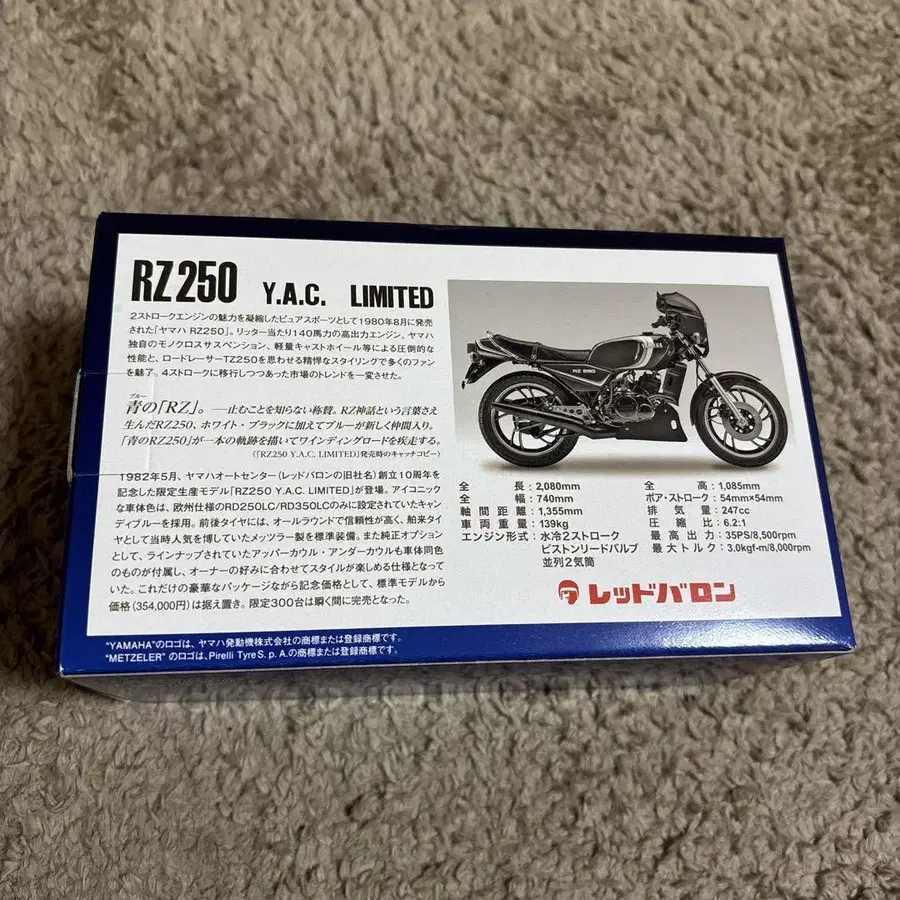 RZ250 Y.A.C. LIMITED
2ストロークエンジンの魅力を凝縮したピュアスポーツとして1980年8月に発売
された「ヤマハ RZ250」。リッター当たり140馬力の高出力エンジン、ヤマハ
独自のモノクロスサスペンション、軽量キャストホイール等による圧倒的な
性能と、ロードレーサーTZ250を思わせる精悍なスタイリングで多くのファン
を魅了。4ストロークに移行しつつあった市場のトレンドを一変させた。
ブルー
青の「RZ」。—止むことを知らない称賛。RZ神話という言葉さえ
生んだRZ250、ホワイト・ブラックに加えてブルーが新しく仲間入り。
「青のRZ250」が一本の軌跡を描いてワインディングロードを疾走する。
(「RZ250 Y.A.C. LIMITED」発売時のキャッチコピー)
1982年5月、ヤマハオートセンター(レッドバロンの旧社名)創立10周年を
記念した限定生産モデル「RZ250 Y.A.C. LIMITED」が登場。アイコニック
な車体色は、欧州仕様のRD250LC/RD350LCのみに設定されていたキャン
ディブルーを採用。前後タイヤには、オールラウンドで信頼性が高く、舶来タイ
ヤとして当時人気を博していたメッツラー製を標準装備。また純正オプション
として、ラインナップされていたアッパーカウル・アンダーカウルも車体同色
のものが付属し、オーナーの好みに合わせてスタイルが楽しめる仕様となって
いた。これだけの豪華なパッケージながら記念価格として、標準モデルから
価格(354,000円)は据え置き。限定300台は瞬く間に完売となった。
RZ 250
全長:2,080mm
全幅:740mm
軸間距離:1,355mm
車両重量:139kg
エンジン形式:水冷2ストローク
ピストンリードバルブ
並列2気筒
全高:1,085mm
ボア・ストローク:54mm×54mm
排気量:247cc
圧縮比:6.2:1
最高出力:35PS/8,500rpm
最大トルク:3.0kgf-m/8,000rpm
レッドバロン
"YAMAHA"のロゴは、ヤマハ発動機株式会社の商標または登録商標です。
"METZELER"のロゴは、Pirelli Tyre S. p. A.の商標または登録商標です。